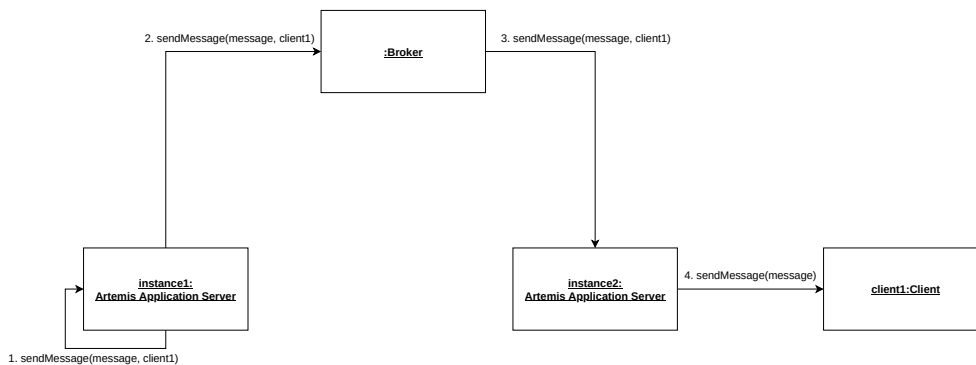 2. sendMessage(message, client1)
:Broker
3. sendMessage(message, client1)
instance1:
Artemis Application Server
instance2:
Artemis Application Server
4. sendMessage(message)
client1:Client
1. sendMessage(message, client1)